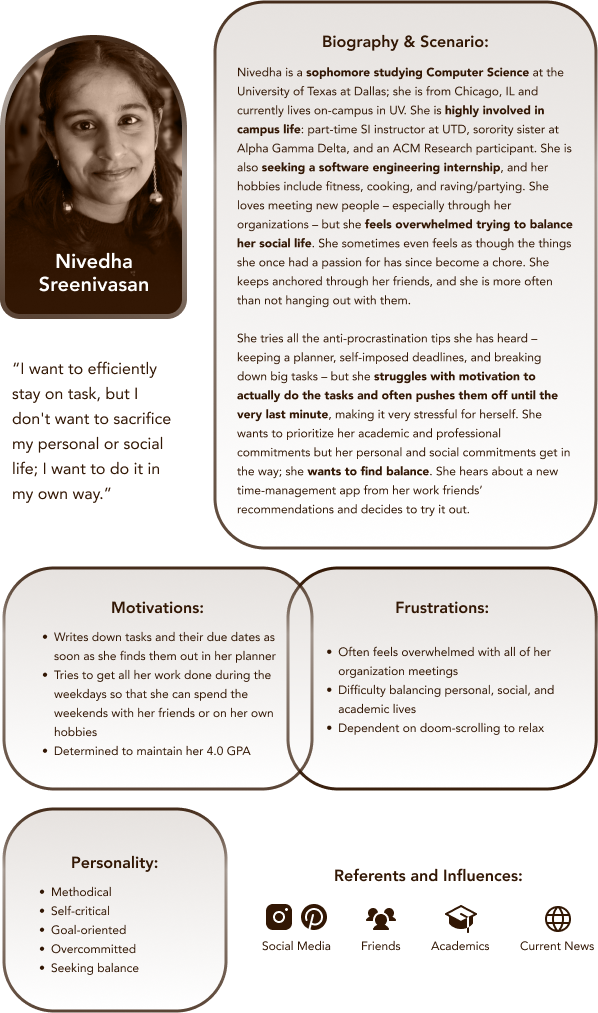 Nivedha
Sreenivasan
“I want to efficiently
stay on task, but I
don't want to sacrifice
my personal or social
life; I want to do it in
my own way.”
Biography & Scenario:
Nivedha is a sophomore studying Computer Science at the
University of Texas at Dallas; she is from Chicago, IL and
currently lives on-campus in UV. She is highly involved in
campus life: part-time SI instructor at UTD, sorority sister at
Alpha Gamma Delta, and an ACM Research participant. She is
also seeking a software engineering internship, and her
hobbies include fitness, cooking, and raving/partying. She
loves meeting new people – especially through her
organizations – but she feels overwhelmed trying to balance
her social life. She sometimes even feels as though the things
she once had a passion for has since become a chore. She
keeps anchored through her friends, and she is more often
than not hanging out with them.
She tries all the anti-procrastination tips she has heard –
keeping a planner, self-imposed deadlines, and breaking
down big tasks – but she struggles with motivation to
actually do the tasks and often pushes them off until the
very last minute, making it very stressful for herself. She
wants to prioritize her academic and professional
commitments but her personal and social commitments get in
the way; she wants to find balance. She hears about a new
time-management app from her work friends’
recommendations and decides to try it out.
Motivations:
• Writes down tasks and their due dates as
soon as she finds them out in her planner
• Tries to get all her work done during the
weekdays so that she can spend the
weekends with her friends or on her own
hobbies
• Determined to maintain her 4.0 GPA
Frustrations:
• Often feels overwhelmed with all of her
organization meetings
• Difficulty balancing personal, social, and
academic lives
• Dependent on doom-scrolling to relax
Personality:
• Methodical
• Self-critical
• Goal-oriented
• Overcommitted
• Seeking balance
Referents and Influences:
Social Media
Friends
Academics
Current News